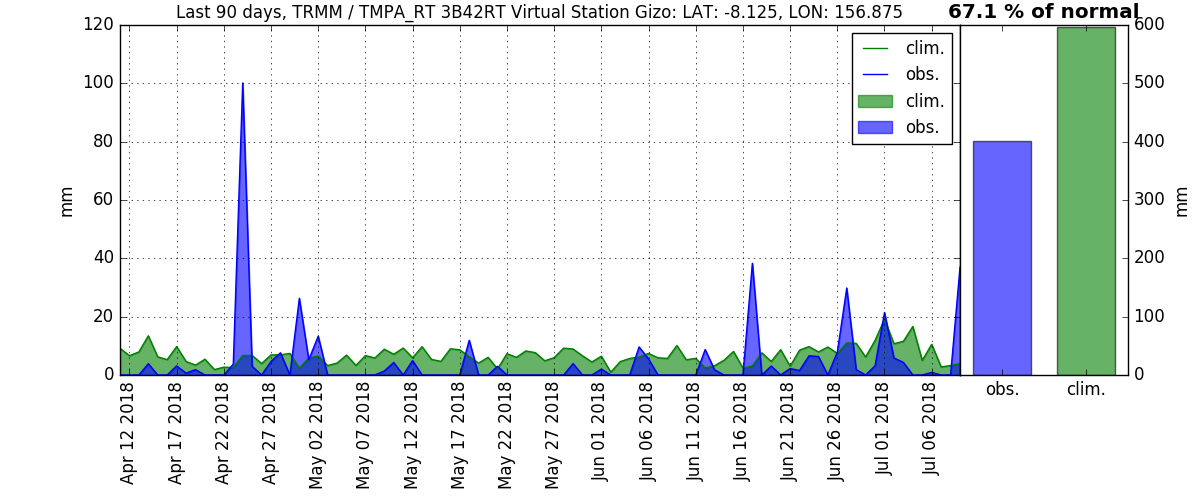 Last 90 days, TRMM / TMPA_RT 3B42RT Virtual Station Gizo: LAT: -8.125, LON: 156.875
67.1 % of normal
120
100
80
60
40
20
0
mm
clim.
obs.
clim.
obs.
Apr 12 2018
Apr 17 2018
Apr 22 2018
Apr 27 2018
May 02 2018
May 07 2018
May 12 2018
May 17 2018
May 22 2018
May 27 2018
Jun 01 2018
Jun 06 2018
Jun 11 2018
Jun 16 2018
Jun 21 2018
Jun 26 2018
Jul 01 2018
Jul 06 2018
600
500
400
300
200
100
0
mm
obs.
clim.